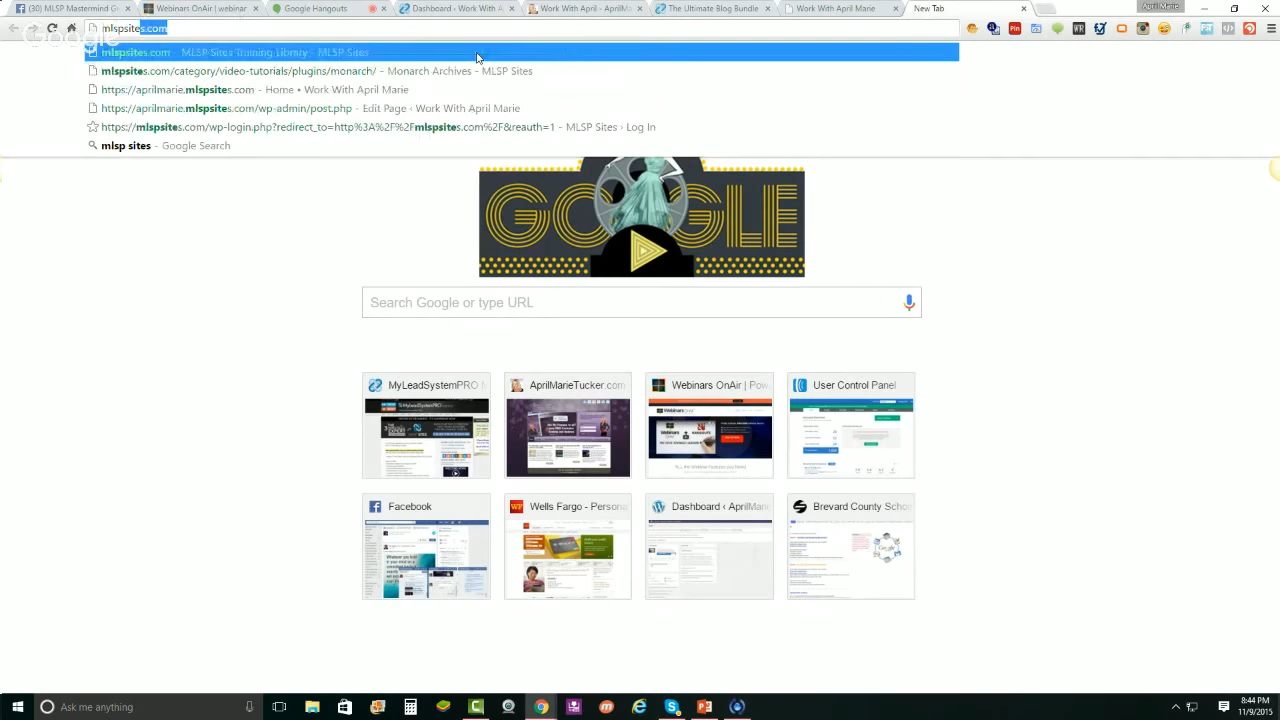 (30) MLSP Mastermind G
Webinars OnAir | webinar
Google Hangouts
Dashboard ‹ Work With A
Work With April - AprilMa
The Ultimate Blog Bundle
Work With April Marie
New Tab
April Marie
mlspsites.com
Google
mlspsites.com - MLSP Sites Training Library - MLSP Sites
mlspsites.com/category/video-tutorials/plugins/monarch/ - Monarch Archives - MLSP Sites
https://aprilmarie.mlspsites.com - Home • Work With April Marie
https://aprilmarie.mlspsites.com/wp-admin/post.php - Edit Page ‹ Work With April Marie
https://mlspsites.com/wp-login.php?redirect_to=http%3A%2F%2Fmlspsites.com%2F&reauth=1 - MLSP Sites › Log In
mlsp sites - Google Search
GOOGLE
Search Google or type URL
MyLeadSystemPRO
AprilMarieTucker.com
Webinars OnAir | Pow
User Control Panel
Facebook
Wells Fargo - Persona
Dashboard ‹ AprilMarie
Brevard County Schoo
Ask me anything
8:44 PM
11/9/2015